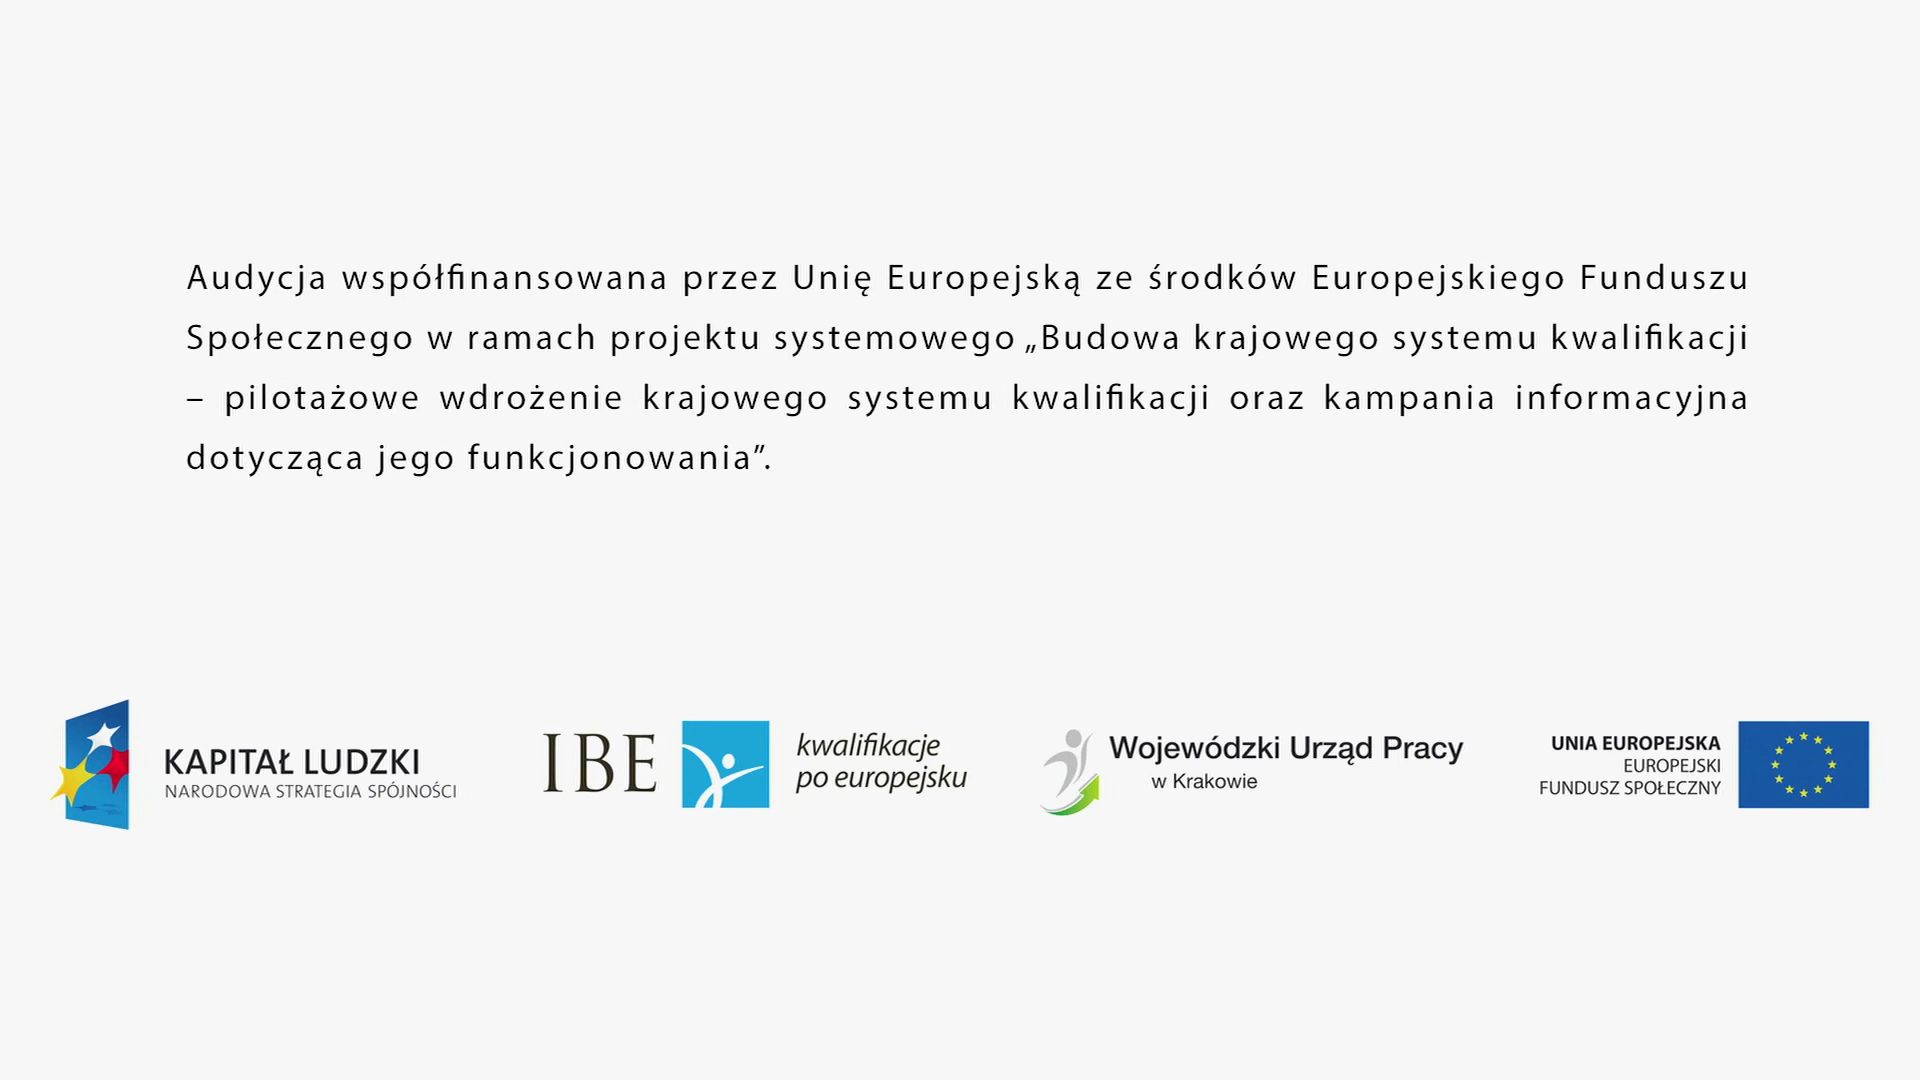 Audycja współfinansowana przez Unię Europejską ze środków Europejskiego Funduszu
Społecznego w ramach projektu systemowego „Budowa krajowego systemu kwalifikacji
– pilotażowe wdrożenie krajowego systemu kwalifikacji oraz kampania informacyjna
dotycząca jego funkcjonowania”.
KAPITAŁ LUDZKI
NARODOWA STRATEGIA SPÓJNOŚCI
IBE
kwalifikacje
po europejsku
Wojewódzki Urząd Pracy
w Krakowie
UNIA EUROPEJSKA
EUROPEJSKI
FUNDUSZ SPOŁECZNY